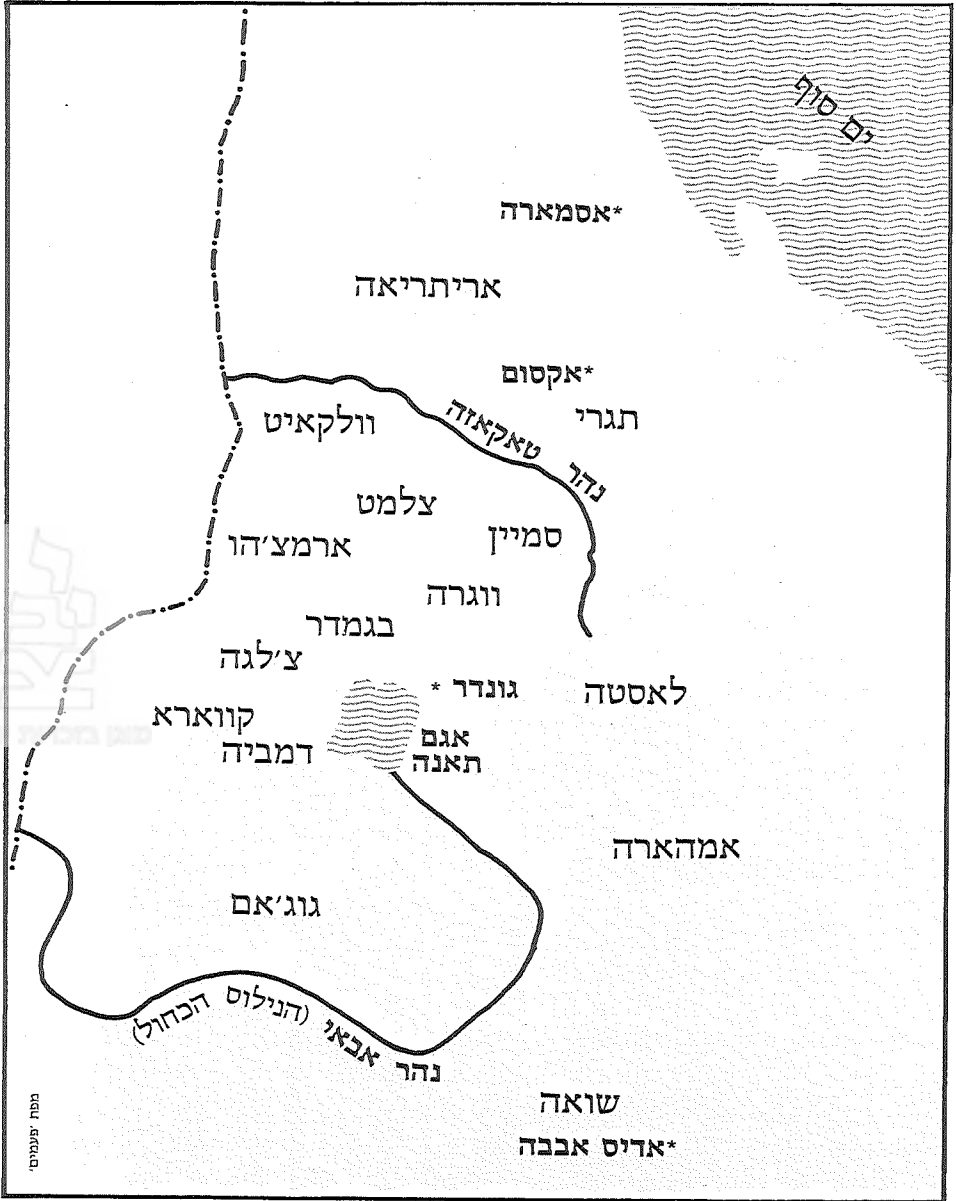 ים סוף
*אסמארה
אריתריאה
*אקסום
תגרי
נהר טאקאזה
וולקאיט
צלמט
סמיין
ארמצ׳הו
ווגרה
בגמדר
צ׳לגה
לאסטה
גונדר *
קווארא
אגם
תאנה
דמביה
אמהארה
גוג׳אם
נהר אבאי (הנילוס הכחול)
שואה
*אדיס אבבה
מפת ׳פעמים׳